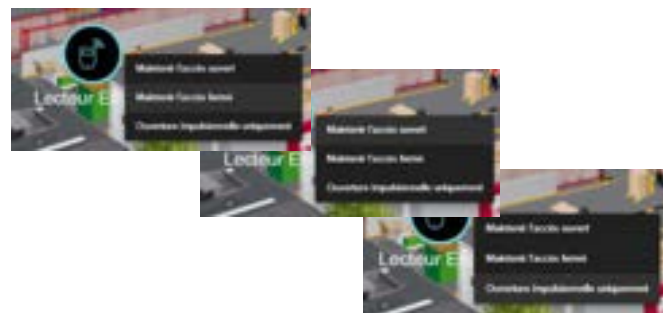 Maintenir l'accès ouvert
Lecteur E
Maintenir l'accès fermé
Ouverture impulsionnelle uniquement
Maintenir l'accès ouvert
Lecteur E
Maintenir l'accès fermé
Ouverture impulsionnelle uniquement
Maintenir l'accès ouvert
Lecteur E
Maintenir l'accès fermé
Ouverture impulsionnelle uniquement